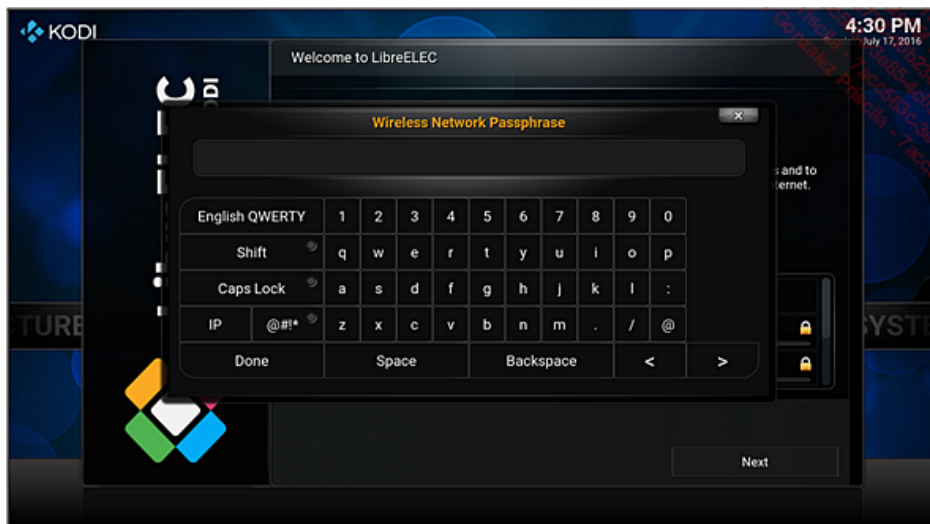 KODI
4:30 PM
July 17, 2016
Welcome to LibreELEC
Wireless Network Passphrase
x
s and to
ternet.
English QWERTY 1 2 3 4 5 6 7 8 9 0
Shift q w e r t y u i o p
Caps Lock a s d f g h j k l :
IP @#!* z x c v b n m . / @
Done Space Backspace < >
TURE
SYST
Next